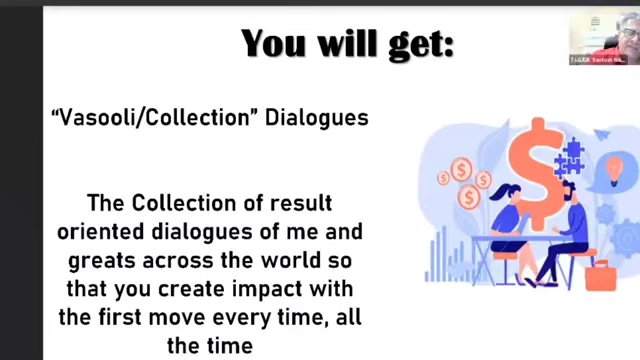 You will get:
“Vasooli/Collection” Dialogues
The Collection of result
oriented dialogues of me and
greats across the world so
that you create impact with
the first move every time, all
the time